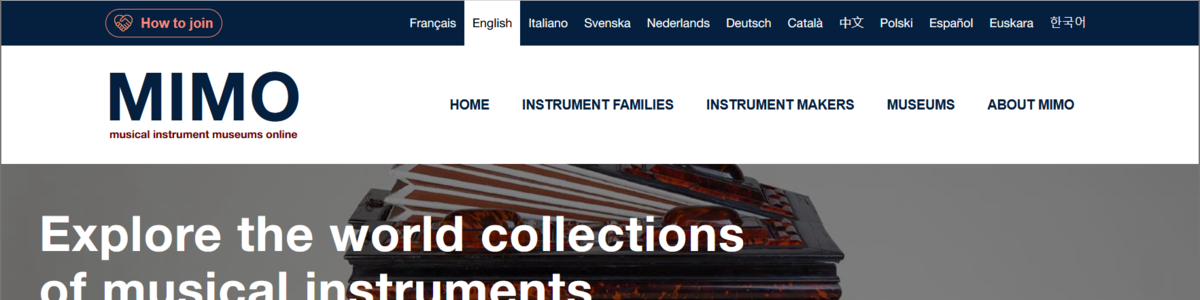 How to join Français English Italiano Svenska Nederlands Deutsch Català 中文 Polski Español Euskara 한국어
MIMO
musical instrument museums online
HOME INSTRUMENT FAMILIES INSTRUMENT MAKERS MUSEUMS ABOUT MIMO
Explore the world collections
of musical instruments